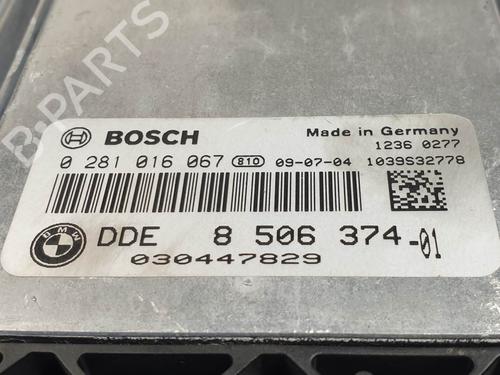 B-PARTS
BOSCH
Made in Germany
1236 0277
0 281 016 067 810 09-07-04 1039S32778
BMW DDE 8 506 374-01
030447829